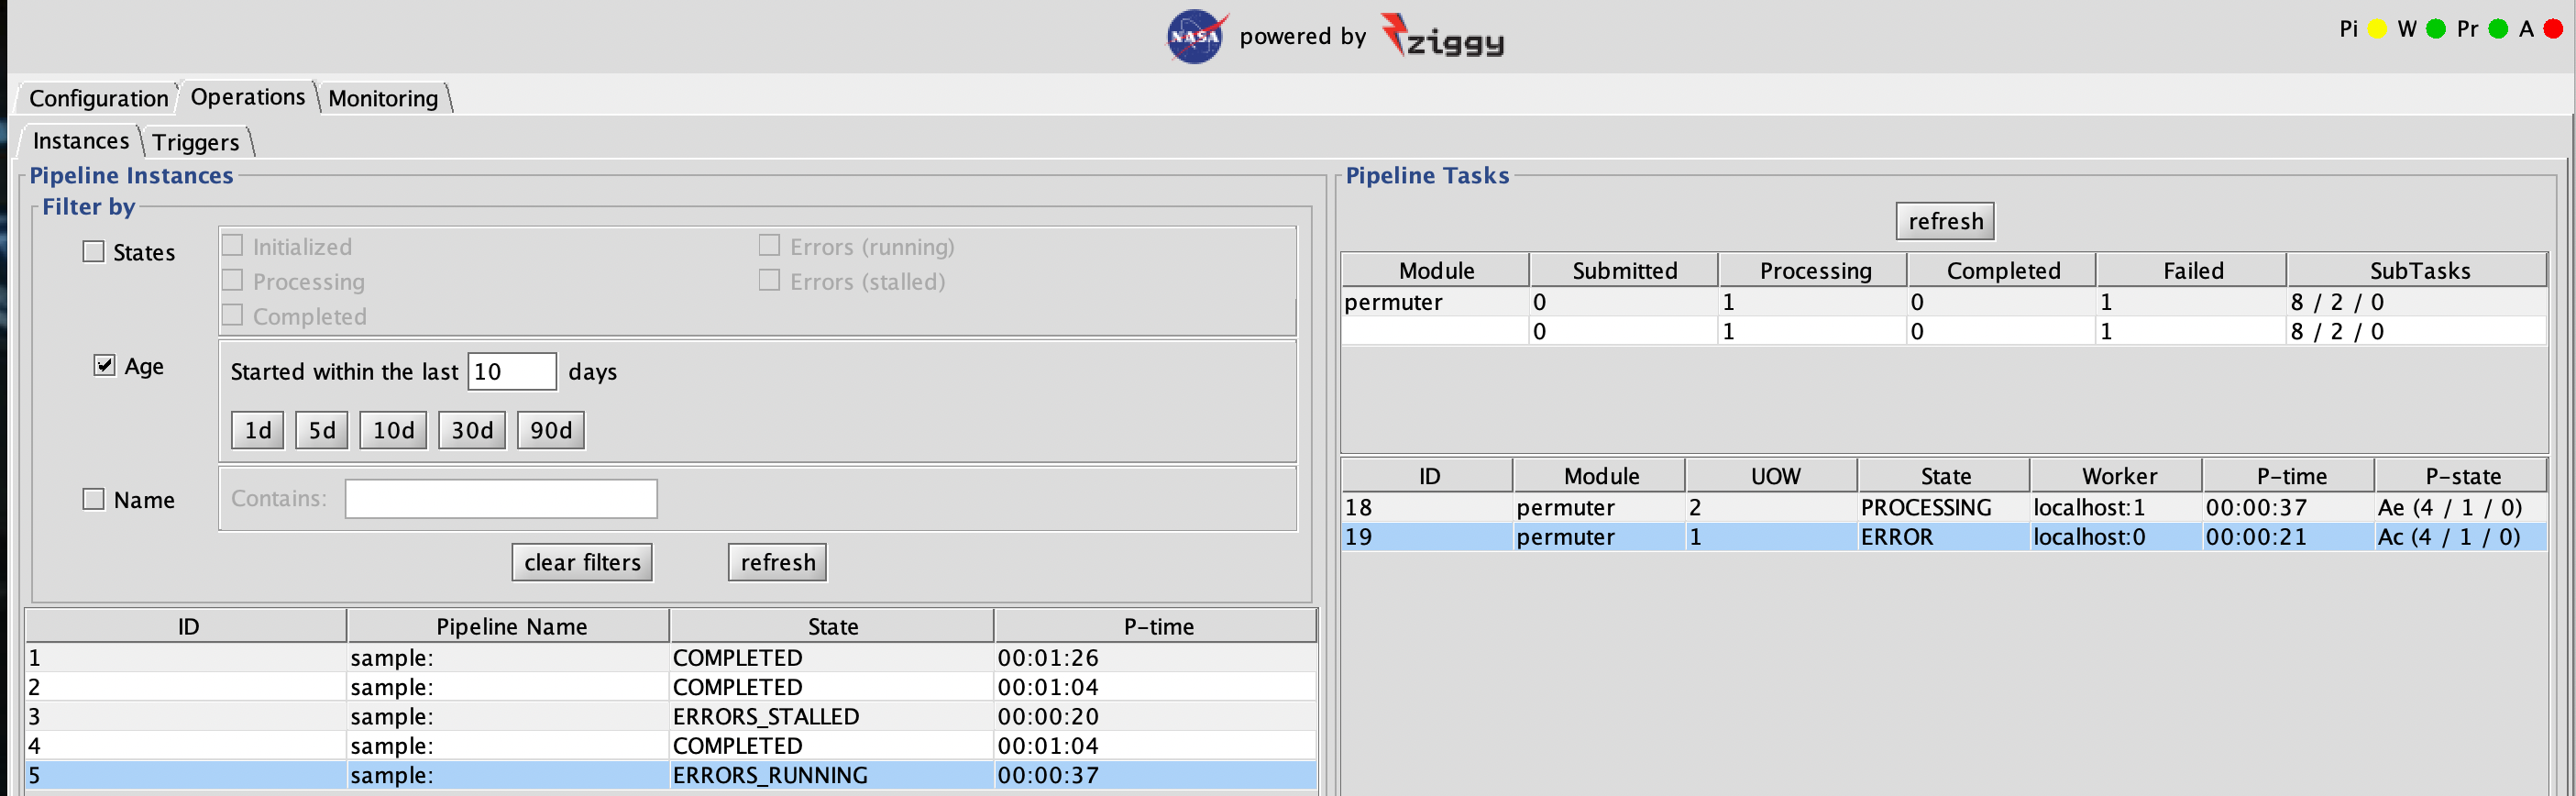 NASA powered by ziggy
Pi W Pr A
Configuration Operations Monitoring
Instances Triggers
Pipeline Instances
Filter by
States
Initialized Errors (running)
Processing Errors (stalled)
Completed
Age
Started within the last 10 days
1d 5d 10d 30d 90d
Name
Contains:
clear filters refresh
ID Pipeline Name State P-time
1 sample: COMPLETED 00:01:26
2 sample: COMPLETED 00:01:04
3 sample: ERRORS_STALLED 00:00:20
4 sample: COMPLETED 00:01:04
5 sample: ERRORS_RUNNING 00:00:37
Pipeline Tasks
refresh
Module Submitted Processing Completed Failed SubTasks
permuter 0 1 0 1 8 / 2 / 0
0 1 0 1 8 / 2 / 0
ID Module UOW State Worker P-time P-state
18 permuter 2 PROCESSING localhost:1 00:00:37 Ae (4 / 1 / 0)
19 permuter 1 ERROR localhost:0 00:00:21 Ac (4 / 1 / 0)